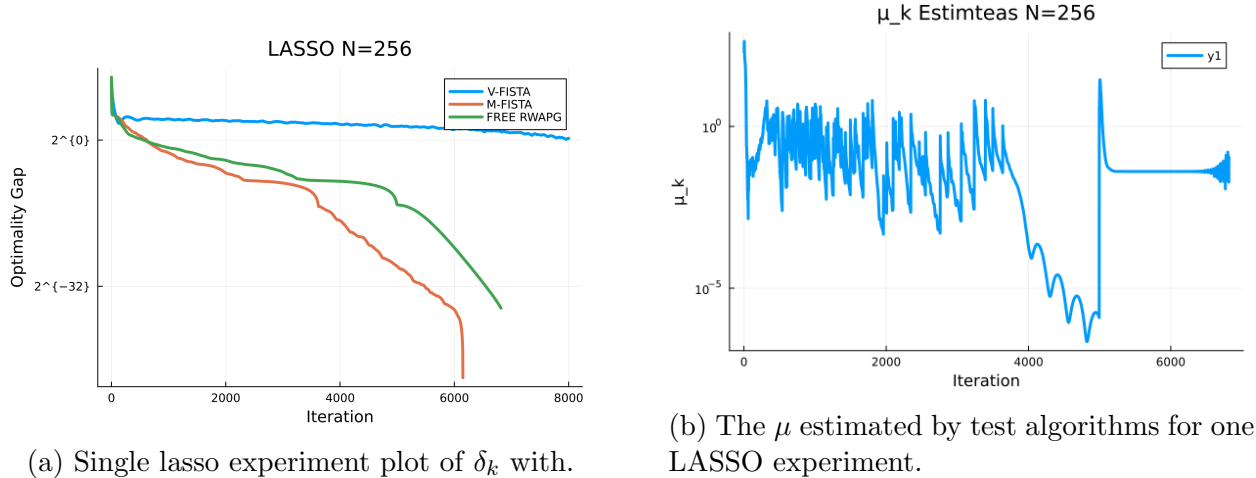 LASSO N=256
V-FISTA
M-FISTA
FREE RWAPG
2^{0}
2^{−32}
Optimality Gap
0 2000 4000 6000 8000
Iteration
(a) Single lasso experiment plot of δ_k with.
μ_k Estimteas N=256
y1
10^0
10^−5
μ_k
0 2000 4000 6000
Iteration
(b) The μ estimated by test algorithms for one
LASSO experiment.